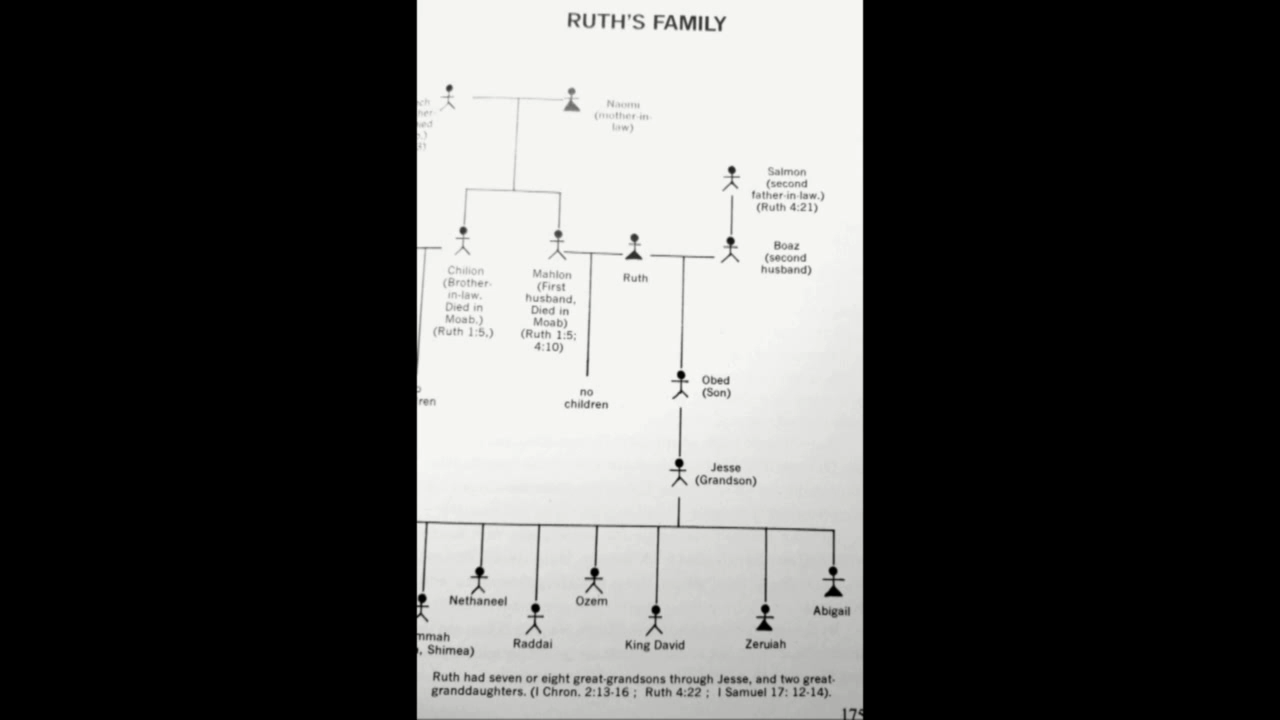 RUTH'S FAMILY
Naomi
(mother-in-
law)
Salmon
(second
father-in-law.)
(Ruth 4:21)
Boaz
(second
husband)
Ruth
Chilion
(Brother-
in-law.
Died in
Moab.)
(Ruth 1:5.)
Mahlon
(First
husband,
Died in
Moab)
(Ruth 1:5;
4:10)
no
children
ren
Obed
(Son)
Jesse
(Grandson)
Nethaneel
Ozem
Abigail
mmah
, Shimea)
Raddai
King David
Zeruiah
Ruth had seven or eight great-grandsons through Jesse, and two great-
granddaughters. (I Chron. 2:13-16 ; Ruth 4:22 ; I Samuel 17: 12-14).
175